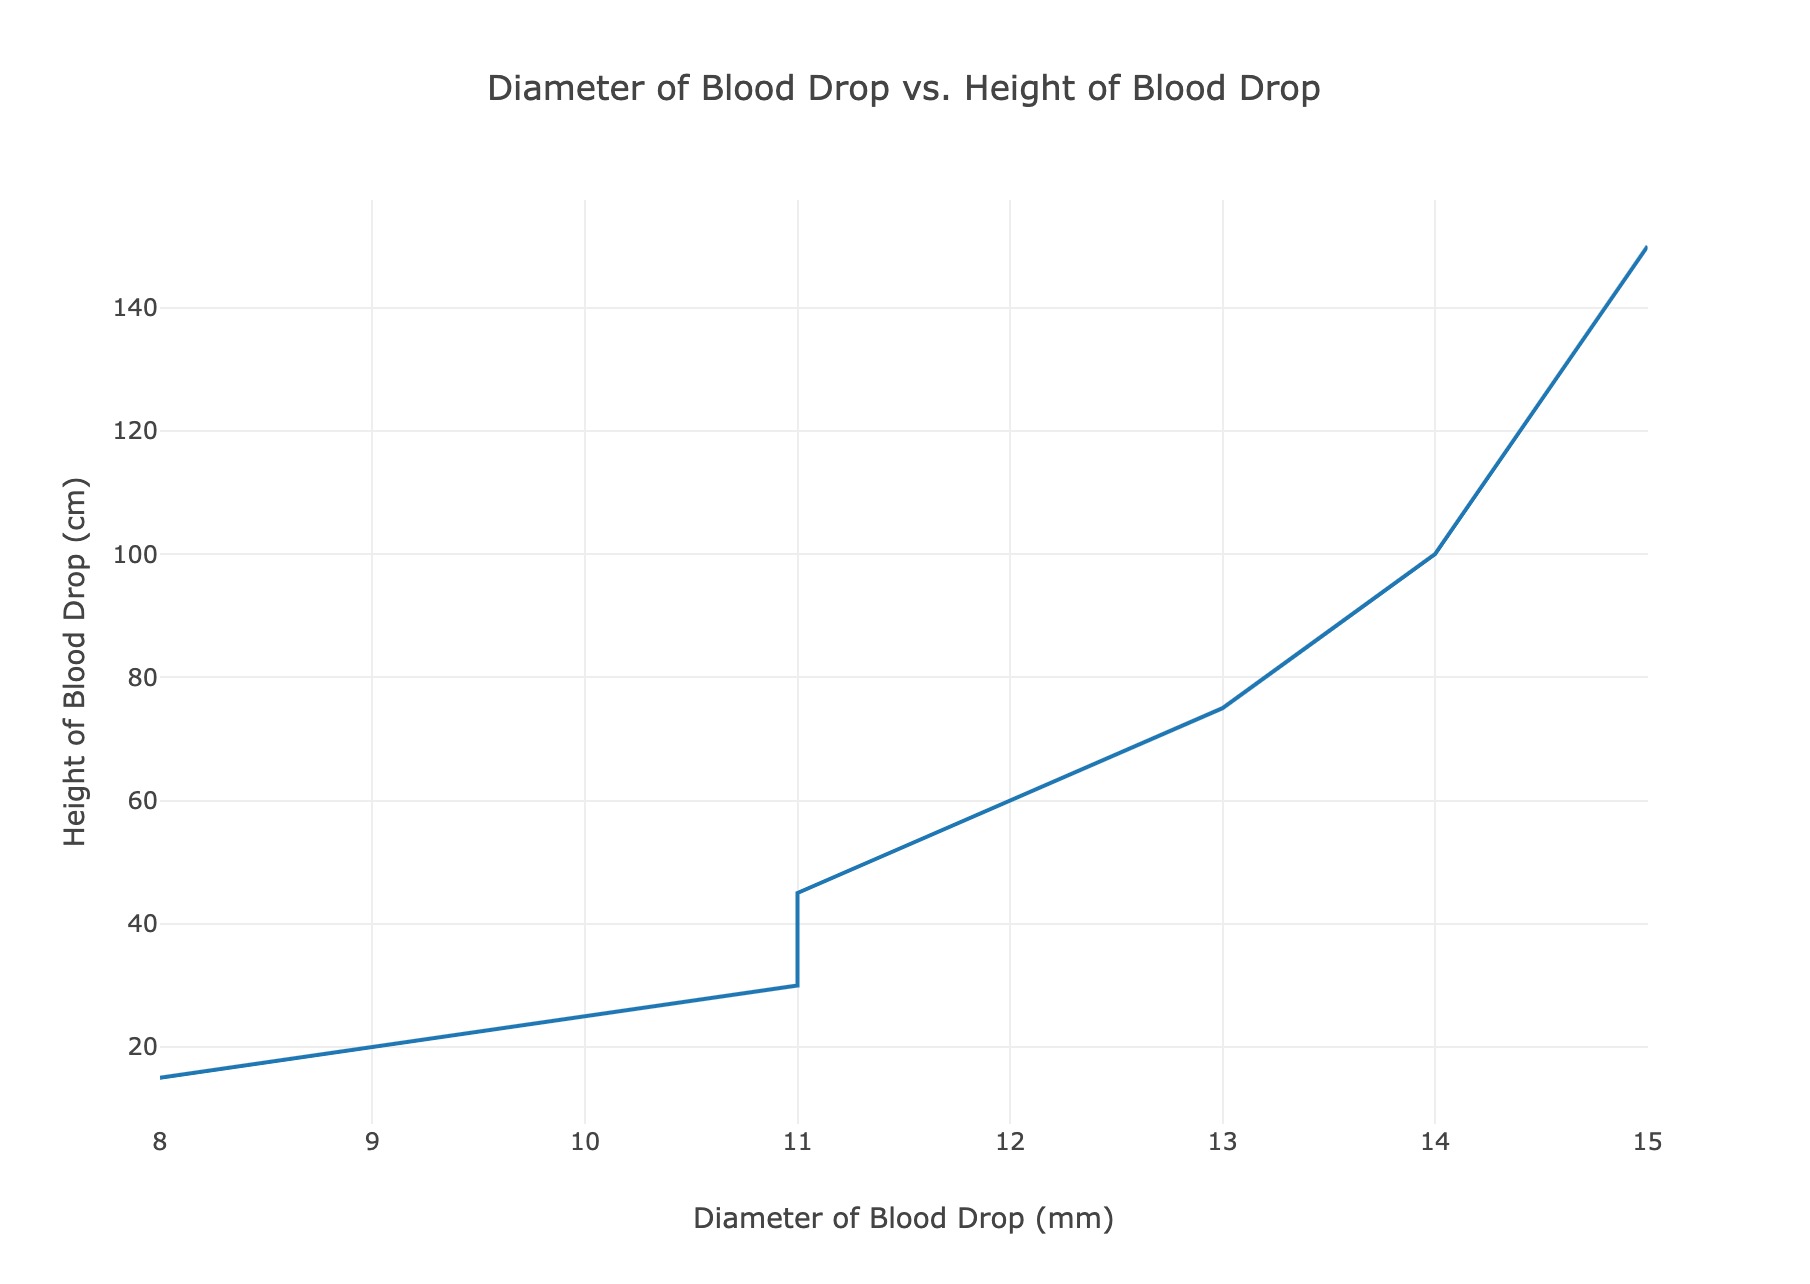 Diameter of Blood Drop vs. Height of Blood Drop
Height of Blood Drop (cm)
140
120
100
80
60
40
20
8 9 10 11 12 13 14 15
Diameter of Blood Drop (mm)